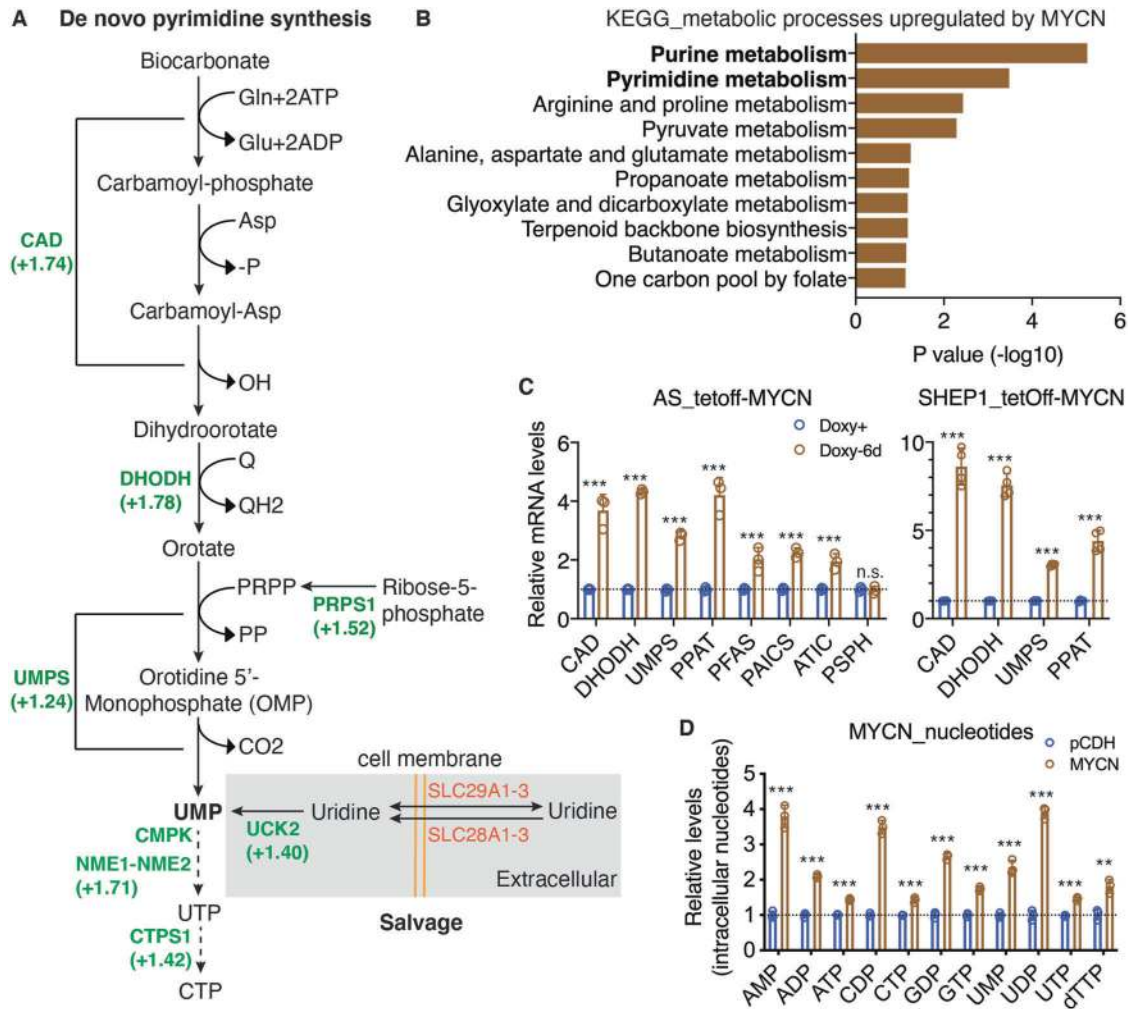 A De novo pyrimidine synthesis
Biocarbonate
Gln+2ATP
Glu+2ADP
Carbamoyl-phosphate
CAD
(+1.74)
Asp
-P
Carbamoyl-Asp
OH
Dihydroorotate
DHODH
(+1.78)
Q
QH2
Orotate
PRPP
Ribose-5-
phosphate
PRPS1
(+1.52)
PP
UMPS
(+1.24)
Orotidine 5'-
Monophosphate (OMP)
CO2
cell membrane
UMP
UCK2
(+1.40)
Uridine
SLC29A1-3
SLC28A1-3
Uridine
Extracellular
Salvage
CMPK
NME1-NME2
(+1.71)
UTP
CTPS1
(+1.42)
CTP
B KEGG_metabolic processes upregulated by MYCN
Purine metabolism
Pyrimidine metabolism
Arginine and proline metabolism
Pyruvate metabolism
Alanine, aspartate and glutamate metabolism
Propanoate metabolism
Glyoxylate and dicarboxylate metabolism
Terpenoid backbone biosynthesis
Butanoate metabolism
One carbon pool by folate
0 2 4 6
P value (-log10)
C
AS_tetoff-MYCN
Doxy+
Doxy-6d
Relative mRNA levels
6
4
2
0
*** *** *** *** *** *** *** n.s.
CAD DHODH UMPS PPAT PFAS PAICS ATIC PSPH
SHEP1_tetOff-MYCN
10
8
6
4
2
0
*** *** *** ***
CAD DHODH UMPS PPAT
D MYCN_nucleotides
pCDH
MYCN
Relative levels
(intracellular nucleotides)
5
4
3
2
1
0
*** *** *** *** *** *** *** *** *** *** **
AMP ADP ATP CDP CTP GDP GTP UMP UDP UTP dTTP